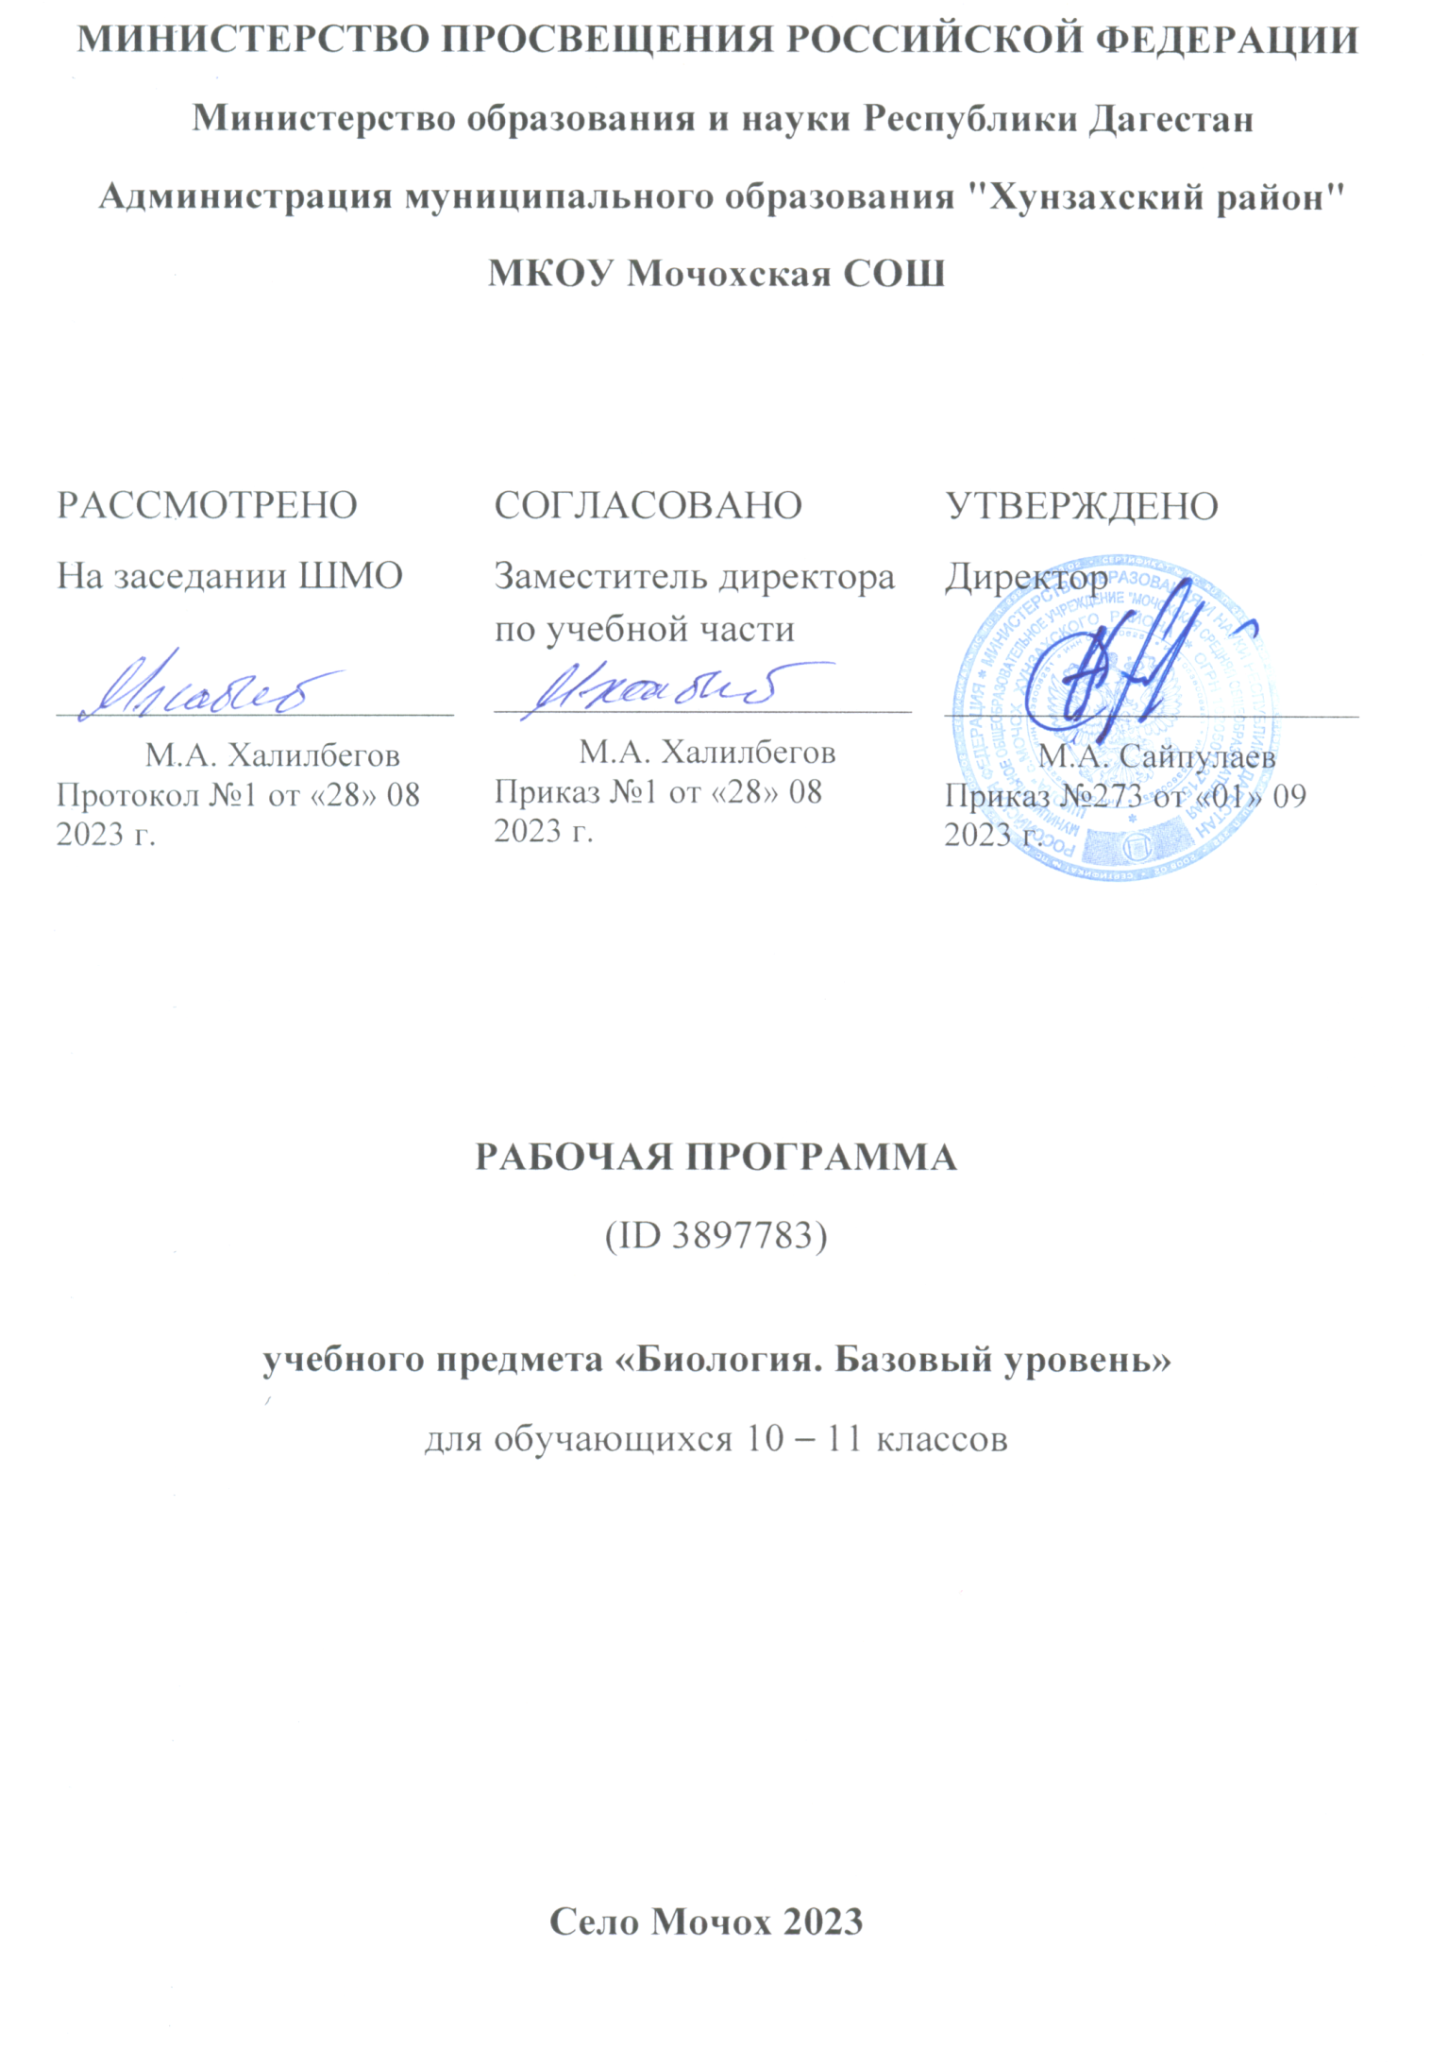 МИНИСТЕРСТВО ПРОСВЕЩЕНИЯ РОССИЙСКОЙ ФЕДЕРАЦИИ
Министерство образования и науки Республики Дагестан
Администрация муниципального образования "Хунзахский район"
МКОУ Мочохская СОШ
РАССМОТРЕНО
На заседании ШМО
М.А. Халилбегов
Протокол №1 от «28» 08
2023 г.
СОГЛАСОВАНО
Заместитель директора
по учебной части
М.А. Халилбегов
Приказ №1 от «28» 08
2023 г.
УТВЕРЖДЕНО
Директор
М.А. Сайпулаев
Приказ №273 от «01» 09
2023 г.
РАБОЧАЯ ПРОГРАММА
(ID 3897783)
учебного предмета «Биология. Базовый уровень»
для обучающихся 10 – 11 классов
Село Мочох 2023